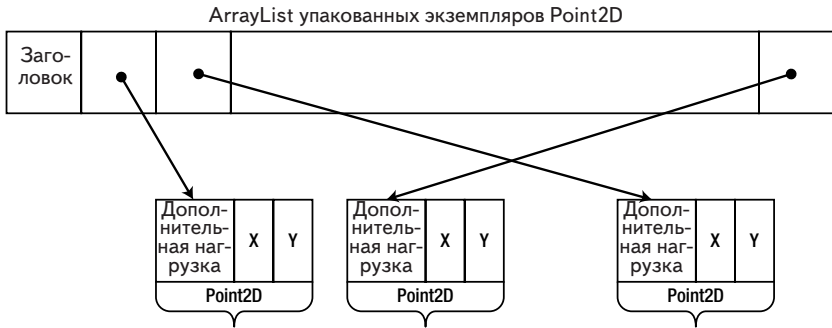 ArrayList упакованных экземпляров Point2D
Заго-
ловок
Допол-
нитель-
ная наг-
рузка
X
Y
Point2D
Допол-
нитель-
ная наг-
рузка
X
Y
Point2D
Допол-
нитель-
ная наг-
рузка
X
Y
Point2D